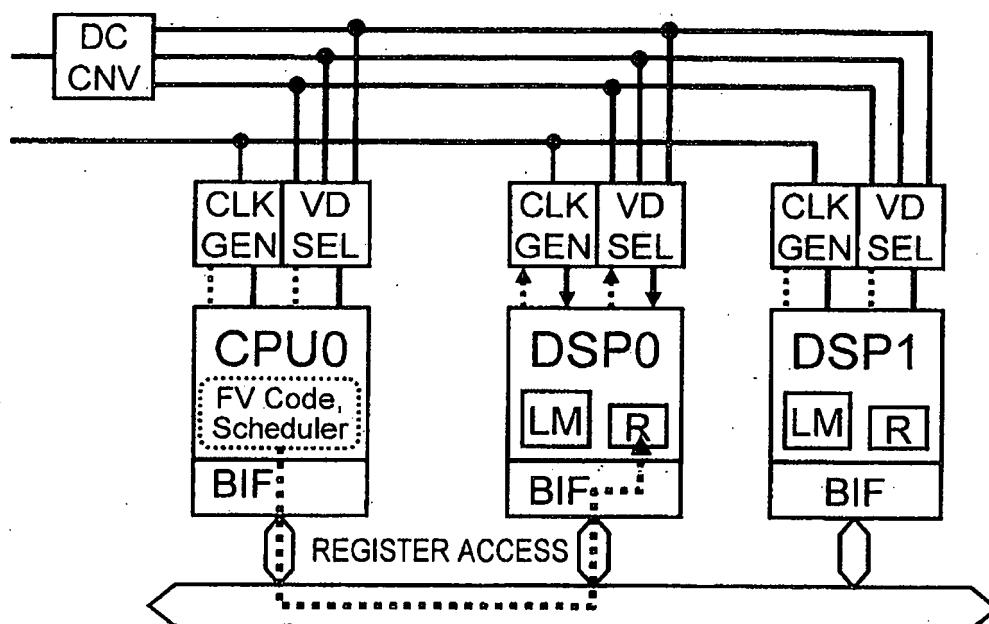 DC
CNV
CLK
GEN
VD
SEL
CLK
GEN
VD
SEL
CLK
GEN
VD
SEL
CPU0
FV Code,
Scheduler
BIF
DSP0
LM
R
BIF
DSP1
LM
R
BIF
REGISTER ACCESS